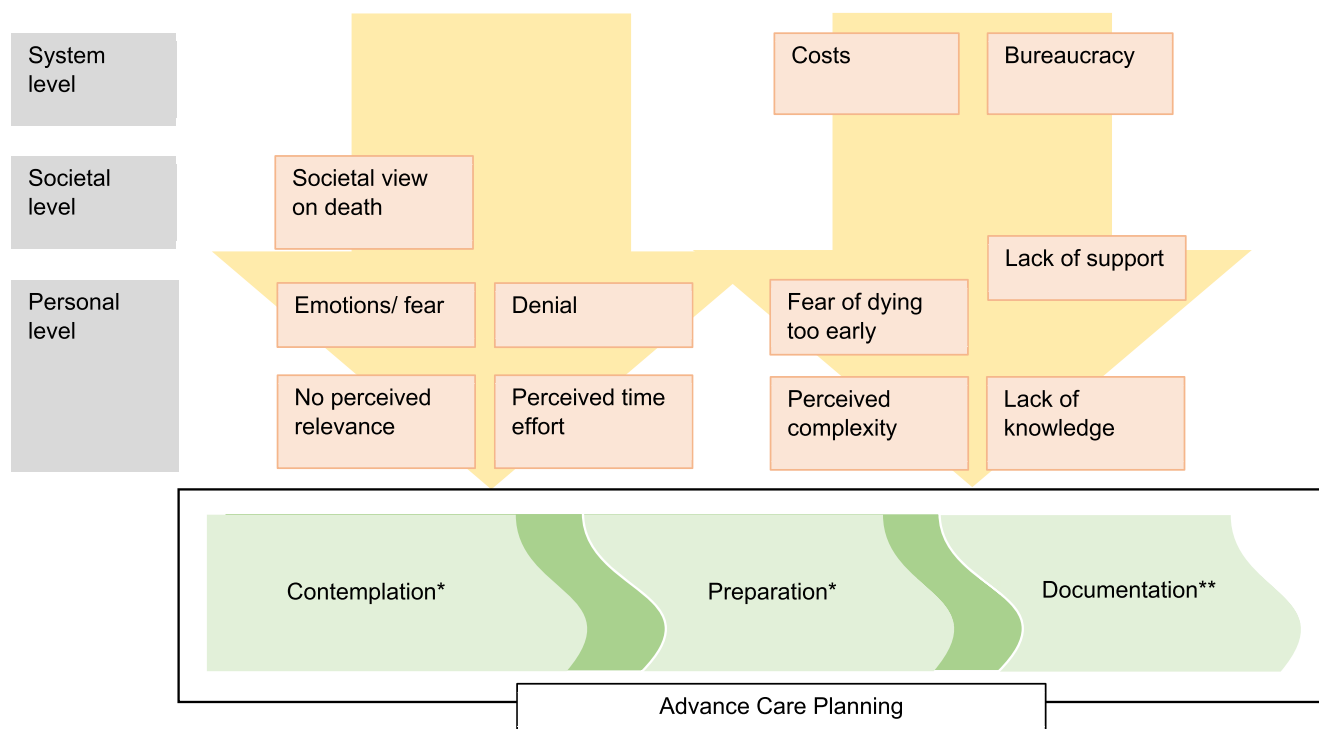 System
level
Costs
Bureaucracy
Societal
level
Societal view
on death
Lack of support
Personal
level
Emotions/ fear
Denial
Fear of dying
too early
No perceived
relevance
Perceived time
effort
Perceived
complexity
Lack of
knowledge
Contemplation*
Preparation*
Documentation**
Advance Care Planning